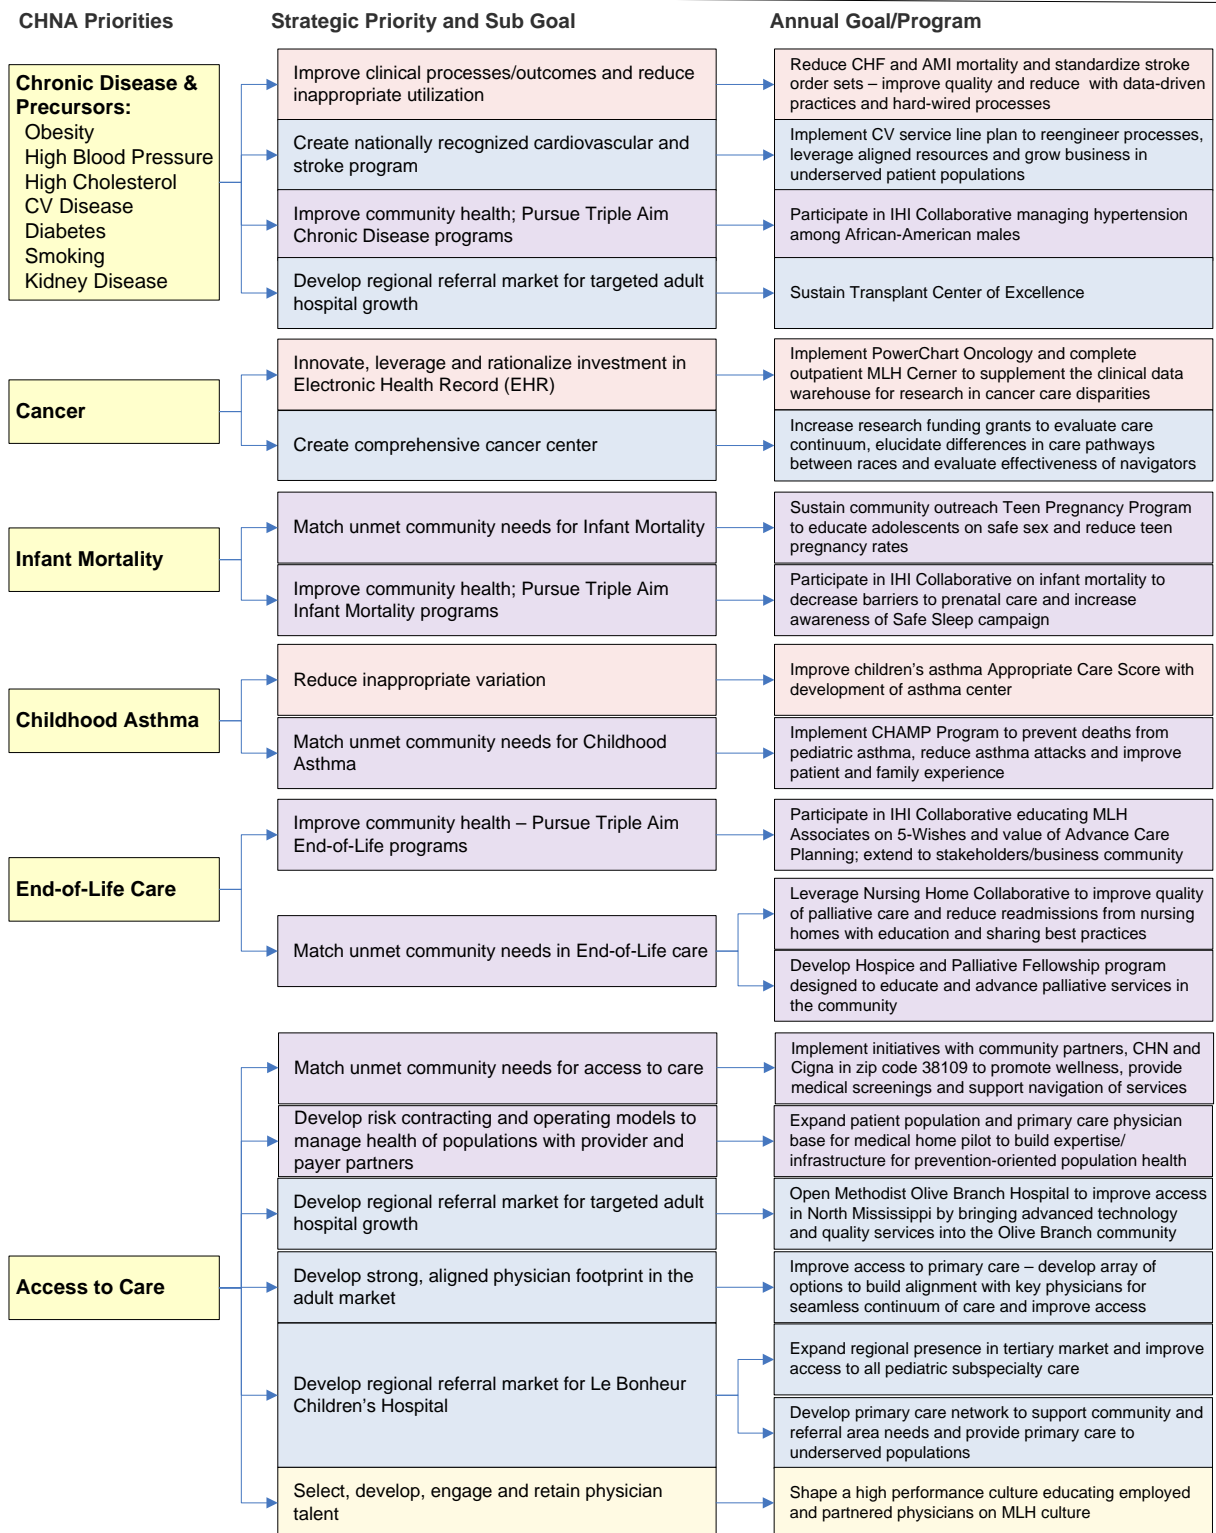 CHNA Priorities
Strategic Priority and Sub Goal
Annual Goal/Program
Chronic Disease &
Precursors:
Obesity
High Blood Pressure
High Cholesterol
CV Disease
Diabetes
Smoking
Kidney Disease
Improve clinical processes/outcomes and reduce
inappropriate utilization
Reduce CHF and AMI mortality and standardize stroke
order sets – improve quality and reduce with data-driven
practices and hard-wired processes
Create nationally recognized cardiovascular and
stroke program
Implement CV service line plan to reengineer processes,
leverage aligned resources and grow business in
underserved patient populations
Improve community health; Pursue Triple Aim
Chronic Disease programs
Participate in IHI Collaborative managing hypertension
among African-American males
Develop regional referral market for targeted adult
hospital growth
Sustain Transplant Center of Excellence
Cancer
Innovate, leverage and rationalize investment in
Electronic Health Record (EHR)
Implement PowerChart Oncology and complete
outpatient MLH Cerner to supplement the clinical data
warehouse for research in cancer care disparities
Create comprehensive cancer center
Increase research funding grants to evaluate care
continuum, elucidate differences in care pathways
between races and evaluate effectiveness of navigators
Infant Mortality
Match unmet community needs for Infant Mortality
Sustain community outreach Teen Pregnancy Program
to educate adolescents on safe sex and reduce teen
pregnancy rates
Improve community health; Pursue Triple Aim
Infant Mortality programs
Participate in IHI Collaborative on infant mortality to
decrease barriers to prenatal care and increase
awareness of Safe Sleep campaign
Childhood Asthma
Reduce inappropriate variation
Improve children's asthma Appropriate Care Score with
development of asthma center
Match unmet community needs for Childhood
Asthma
Implement CHAMP Program to prevent deaths from
pediatric asthma, reduce asthma attacks and improve
patient and family experience
End-of-Life Care
Improve community health – Pursue Triple Aim
End-of-Life programs
Participate in IHI Collaborative educating MLH
Associates on 5-Wishes and value of Advance Care
Planning; extend to stakeholders/business community
Match unmet community needs in End-of-Life care
Leverage Nursing Home Collaborative to improve quality
of palliative care and reduce readmissions from nursing
homes with education and sharing best practices
Develop Hospice and Palliative Fellowship program
designed to educate and advance palliative services in
the community
Access to Care
Match unmet community needs for access to care
Implement initiatives with community partners, CHN and
Cigna in zip code 38109 to promote wellness, provide
medical screenings and support navigation of services
Develop risk contracting and operating models to
manage health of populations with provider and
payer partners
Expand patient population and primary care physician
base for medical home pilot to build expertise/
infrastructure for prevention-oriented population health
Develop regional referral market for targeted adult
hospital growth
Open Methodist Olive Branch Hospital to improve access
in North Mississippi by bringing advanced technology
and quality services into the Olive Branch community
Develop strong, aligned physician footprint in the
adult market
Improve access to primary care – develop array of
options to build alignment with key physicians for
seamless continuum of care and improve access
Develop regional referral market for Le Bonheur
Children's Hospital
Expand regional presence in tertiary market and improve
access to all pediatric subspecialty care
Develop primary care network to support community and
referral area needs and provide primary care to
underserved populations
Select, develop, engage and retain physician
talent
Shape a high performance culture educating employed
and partnered physicians on MLH culture